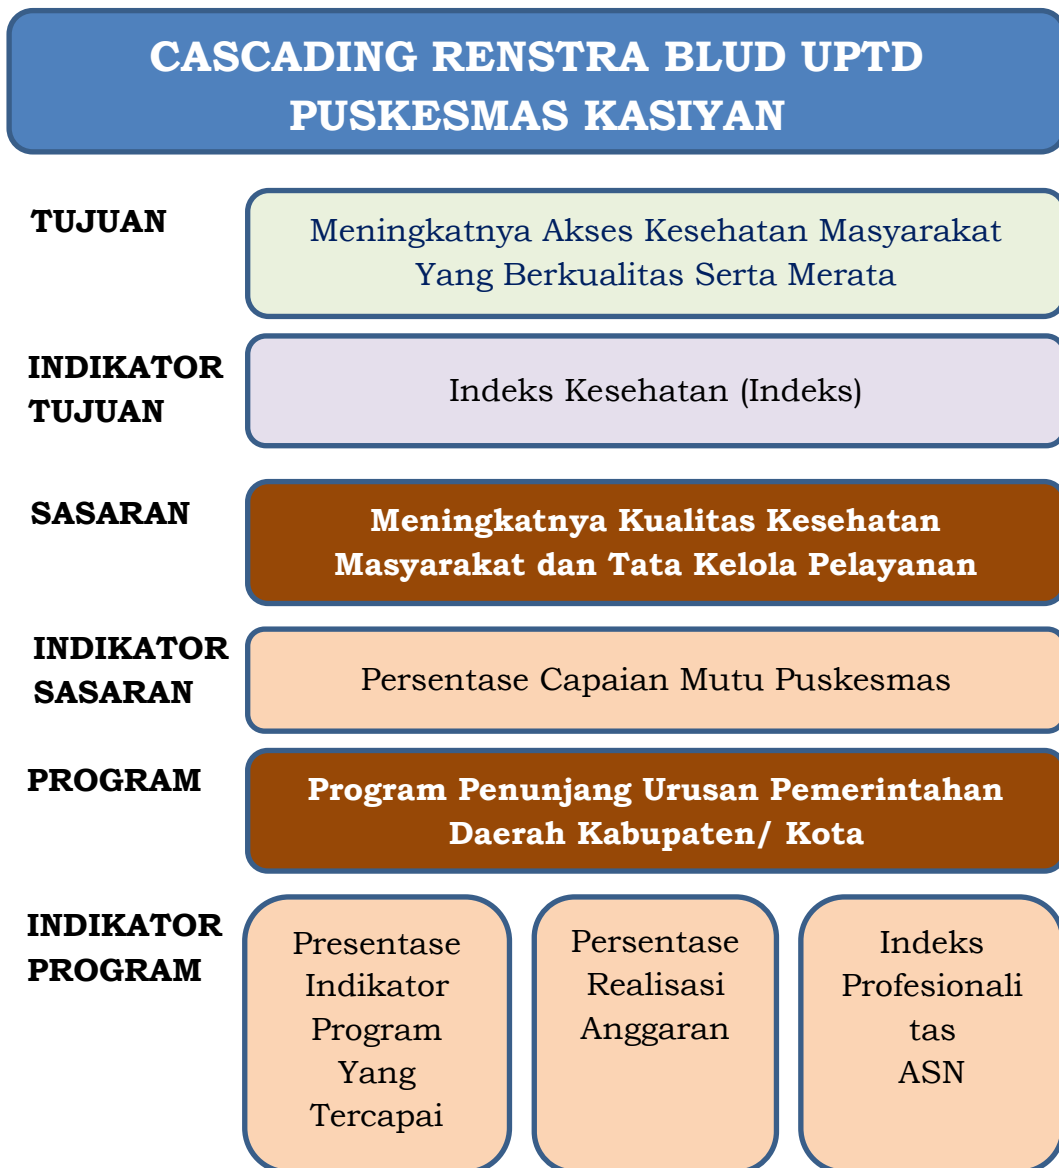 CASCADING RENSTRA BLUD UPTD
PUSKESMAS KASIYAN
TUJUAN
Meningkatnya Akses Kesehatan Masyarakat
Yang Berkualitas Serta Merata
INDIKATOR
TUJUAN
Indeks Kesehatan (Indeks)
SASARAN
Meningkatnya Kualitas Kesehatan
Masyarakat dan Tata Kelola Pelayanan
INDIKATOR
SASARAN
Persentase Capaian Mutu Puskesmas
PROGRAM
Program Penunjang Urusan Pemerintahan
Daerah Kabupaten/ Kota
INDIKATOR
PROGRAM
Presentase
Indikator
Program
Yang
Tercapai
Persentase
Realisasi
Anggaran
Indeks
Profesionali
tas
ASN